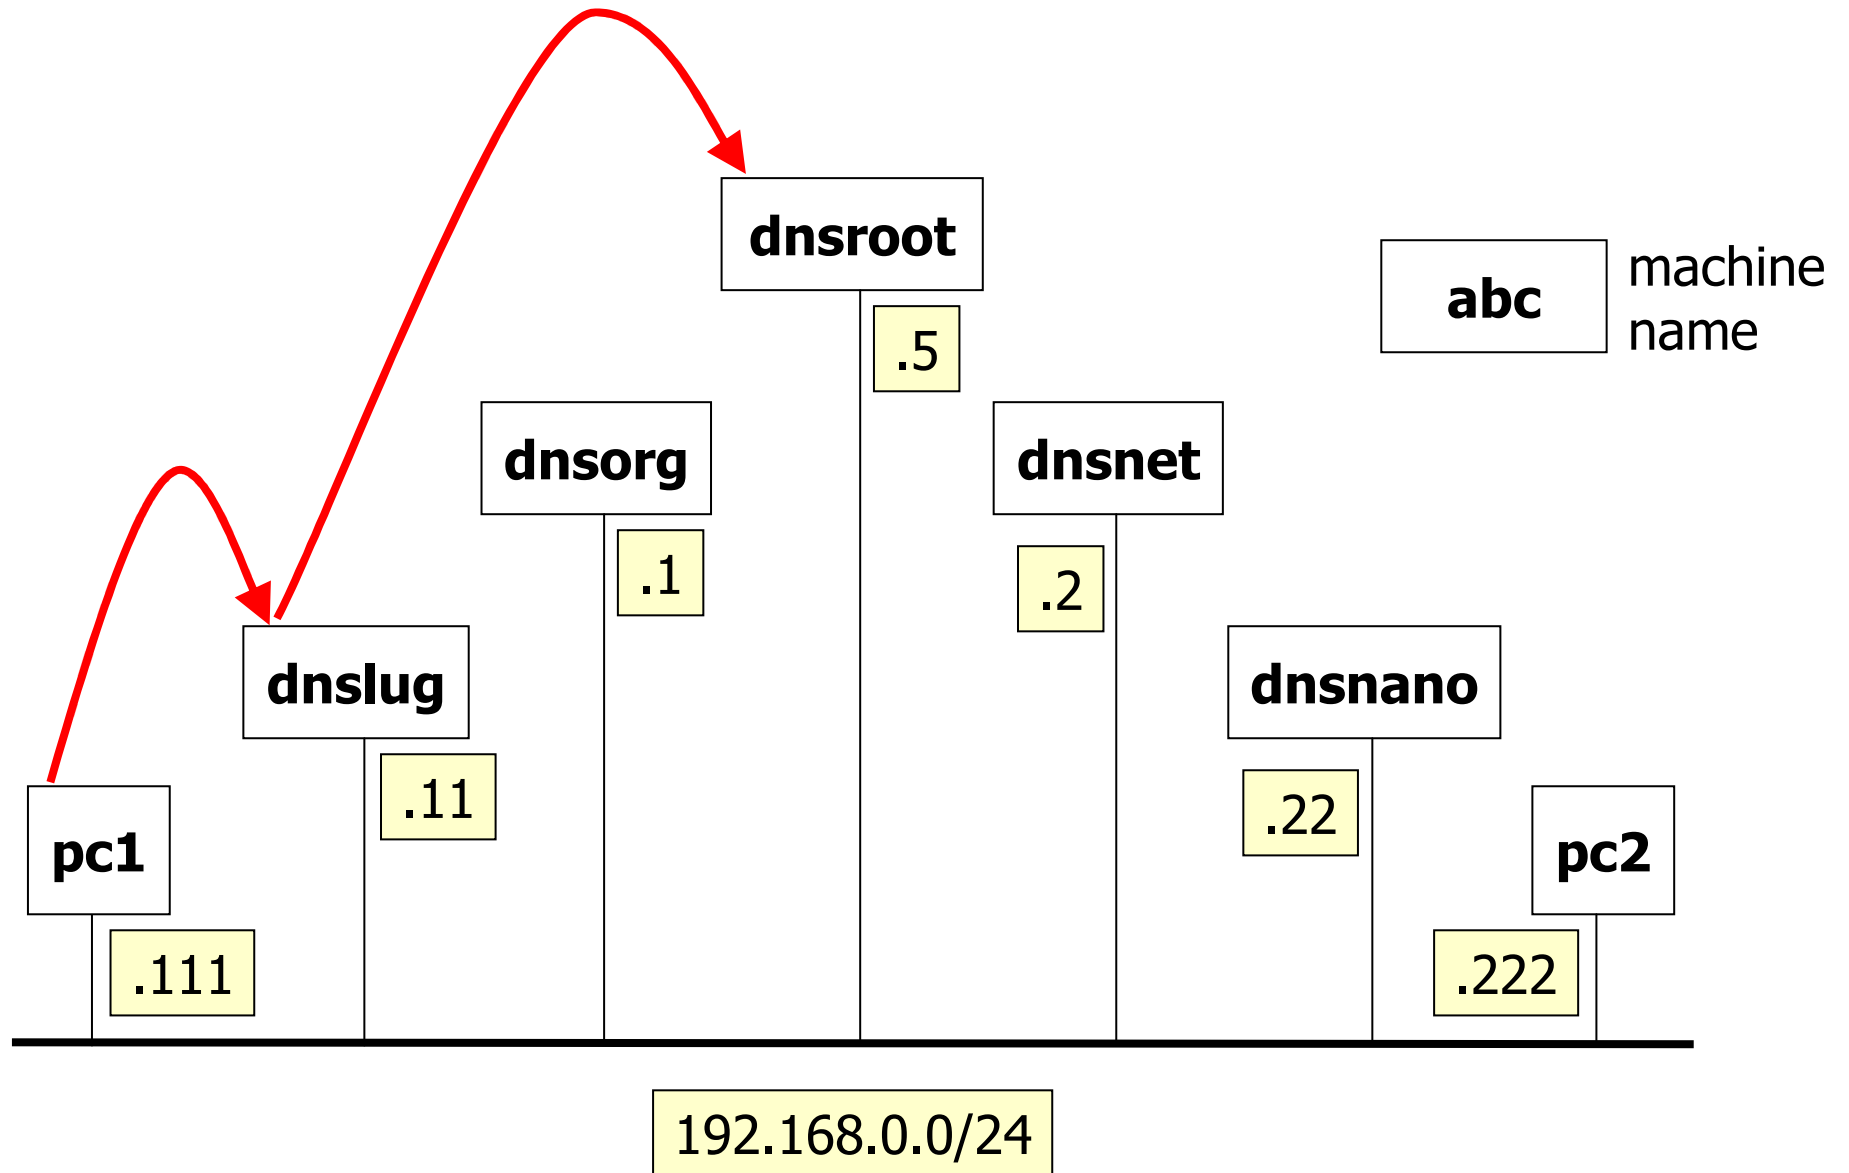 dnsroot
abc
machine
name
.5
dnsorg
dnsnet
.1
.2
dnslug
dnsnano
.11
.22
pc1
pc2
.111
.222
192.168.0.0/24